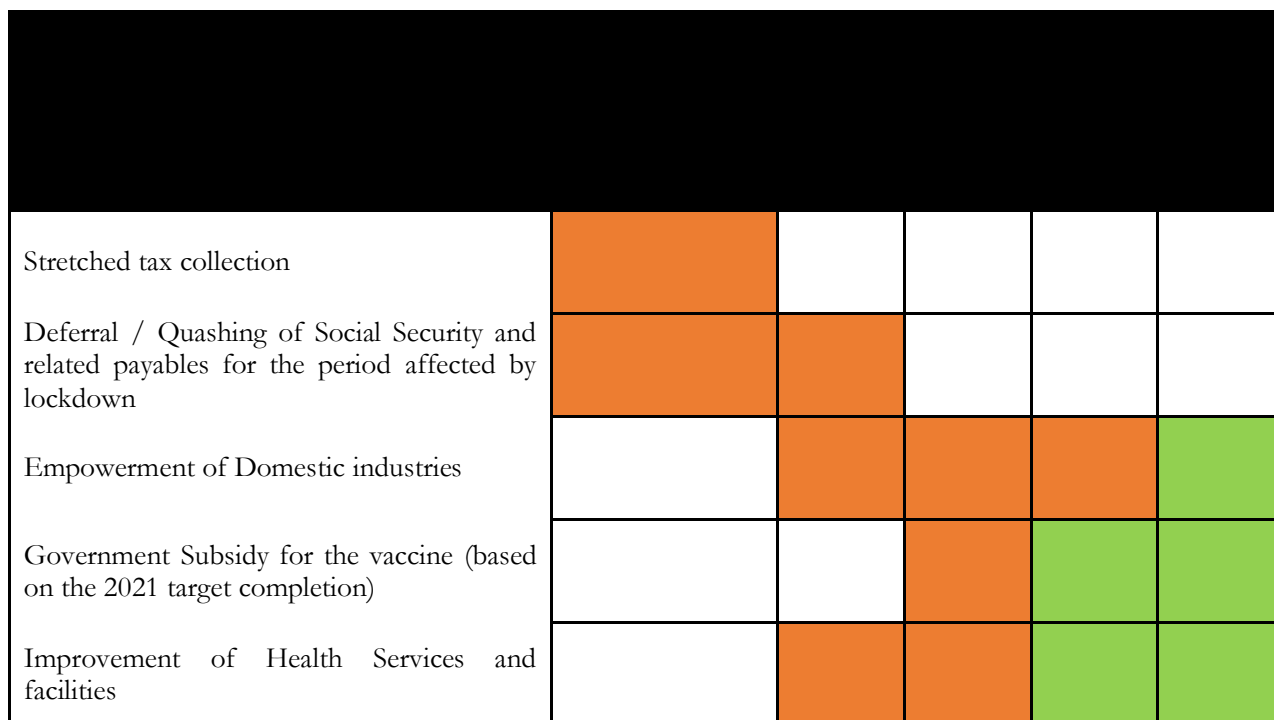 Stretched tax collection
Deferral / Quashing of Social Security and
related payables for the period affected by
lockdown
Empowerment of Domestic industries
Government Subsidy for the vaccine (based
on the 2021 target completion)
Improvement of Health Services and
facilities